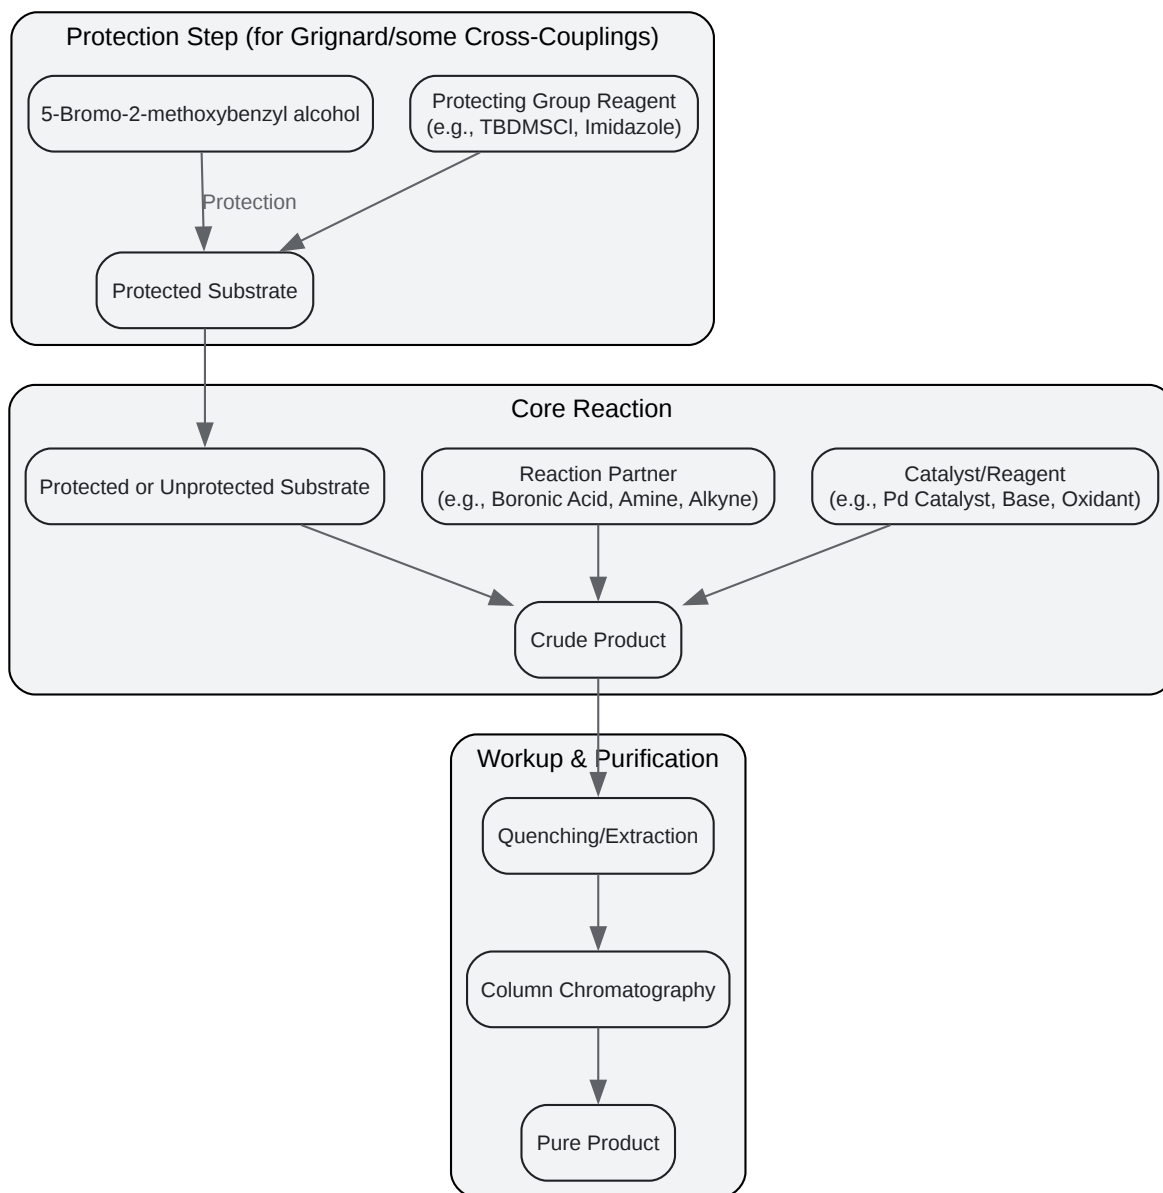 Protection Step (for Grignard/some Cross-Couplings)
5-Bromo-2-methoxybenzyl alcohol
Protecting Group Reagent
(e.g., TBDMSCl, Imidazole)
Protection
Protected Substrate
Core Reaction
Protected or Unprotected Substrate
Reaction Partner
(e.g., Boronic Acid, Amine, Alkyne)
Catalyst/Reagent
(e.g., Pd Catalyst, Base, Oxidant)
Crude Product
Workup & Purification
Quenching/Extraction
Column Chromatography
Pure Product